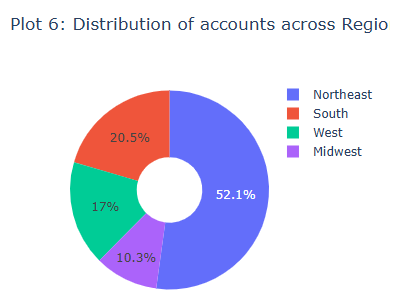 Plot 6: Distribution of accounts across Regio
Northeast
South
West
Midwest
20.5%
52.1%
17%
10.3%